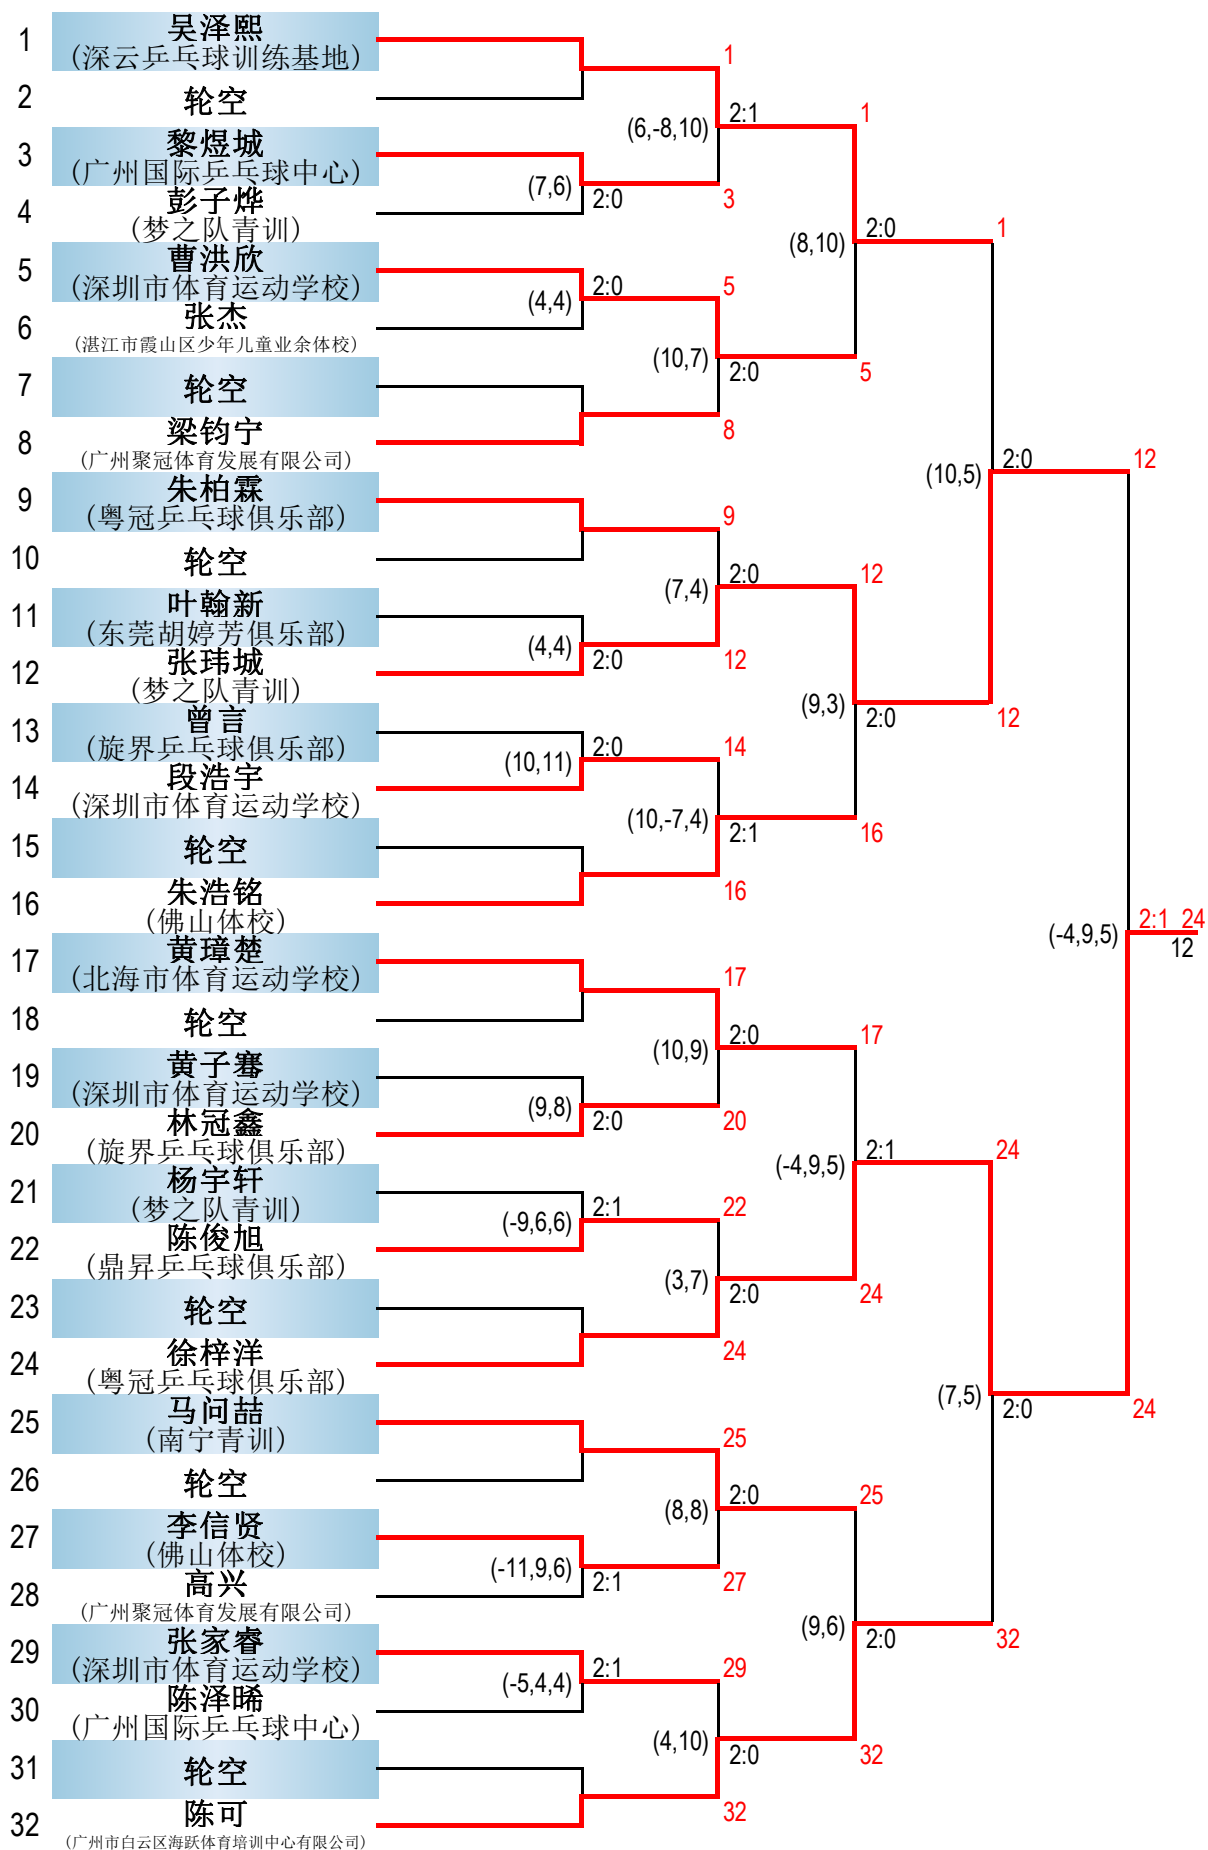 1 吴泽熙
(深云乒乓球训练基地)
2 轮空
3 黎煜城
(广州国际乒乓球中心)
4 彭子烨
(梦之队青训)
5 曹洪欣
(深圳市体育运动学校)
6 张杰
(湛江市霞山区少年儿童业余体校)
7 轮空
8 梁钧宁
(广州聚冠体育发展有限公司)
9 朱柏霖
(粤冠乒乓球俱乐部)
10 轮空
11 叶翰新
(东莞胡婷芳俱乐部)
12 张玮城
(梦之队青训)
13 曾言
(旋界乒乓球俱乐部)
14 段浩宇
(深圳市体育运动学校)
15 轮空
16 朱浩铭
(佛山体校)
17 黄璋楚
(北海市体育运动学校)
18 轮空
19 黄子骞
(深圳市体育运动学校)
20 林冠鑫
(旋界乒乓球俱乐部)
21 杨宇轩
(梦之队青训)
22 陈俊旭
(鼎昇乒乓球俱乐部)
23 轮空
24 徐梓洋
(粤冠乒乓球俱乐部)
25 马问喆
(南宁青训)
26 轮空
27 李信贤
(佛山体校)
28 高兴
(广州聚冠体育发展有限公司)
29 张家睿
(深圳市体育运动学校)
30 陈泽晞
(广州国际乒乓球中心)
31 轮空
32 陈可
(广州市白云区海跃体育培训中心有限公司)
(7,6) 2:0
(4,4) 2:0
(4,4) 2:0
(10,11) 2:0
(9,8) 2:0
(-9,6,6) 2:1
(-11,9,6) 2:1
(-5,4,4) 2:1
1
(6,-8,10) 2:1
3
5
(10,7) 2:0
8
9
(7,4) 2:0
12
14
(10,-7,4) 2:1
16
17
(10,9) 2:0
20
22
(3,7) 2:0
24
25
(8,8) 2:0
27
29
(4,10) 2:0
32
1
(8,10) 2:0
5
12
(9,3) 2:0
16
17
(-4,9,5) 2:1
24
25
(9,6) 2:0
32
1
(10,5) 2:0
12
24
(7,5) 2:0
32
12
(-4,9,5) 2:1 24
12
24